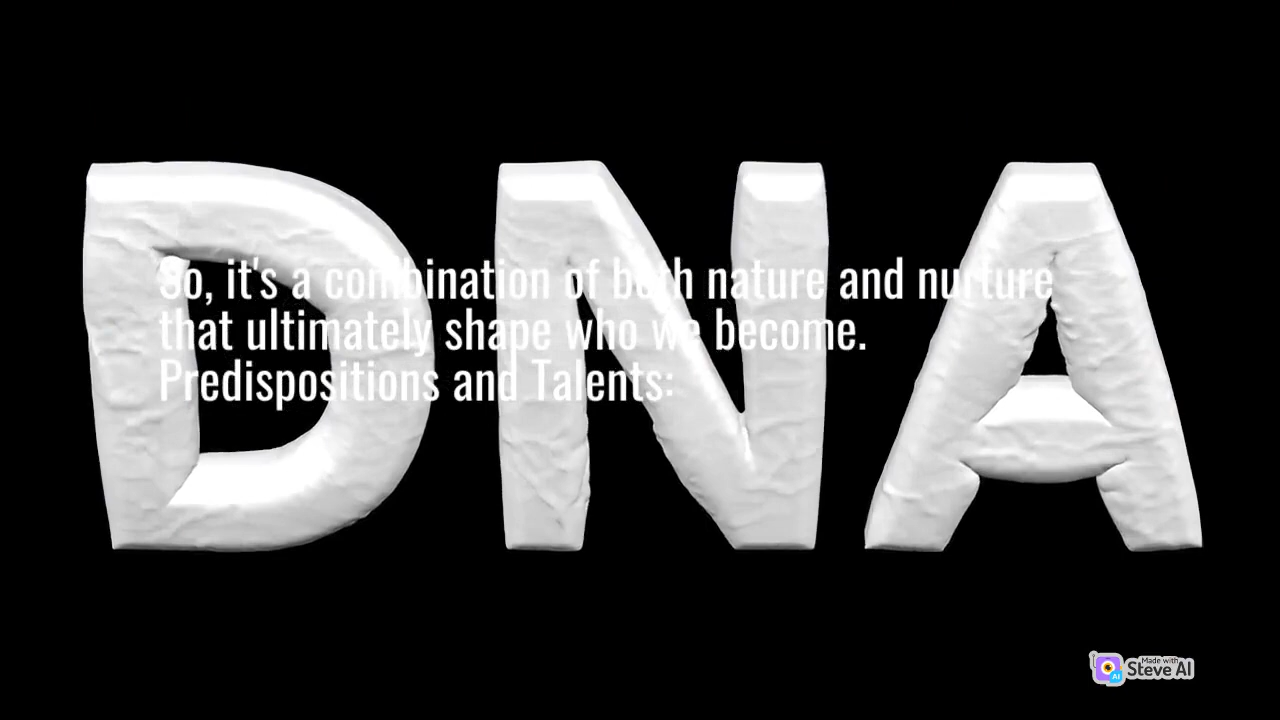 DNA
So, it's a combination of both nature and nurture
that ultimately shape who we become.
Predispositions and Talents:
Made with
Steve AI
AI